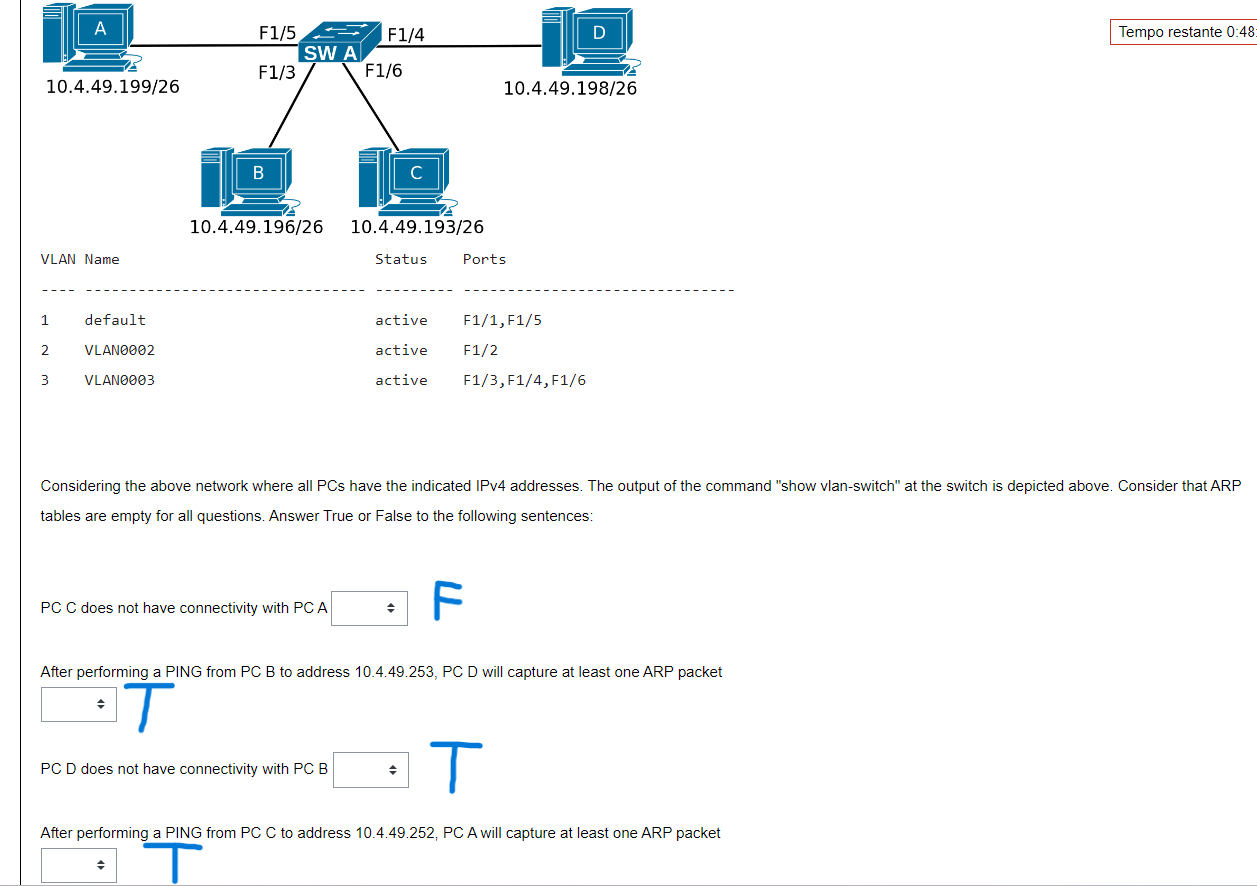 A
F1/5
F1/4
D
Tempo restante 0:48:
SW A
F1/3
F1/6
10.4.49.199/26
10.4.49.198/26
B
C
10.4.49.196/26
10.4.49.193/26
VLAN Name Status Ports
---- -------------------------------- --------- -------------------------------
1 default active F1/1,F1/5
2 VLAN0002 active F1/2
3 VLAN0003 active F1/3,F1/4,F1/6
Considering the above network where all PCs have the indicated IPv4 addresses. The output of the command "show vlan-switch" at the switch is depicted above. Consider that ARP
tables are empty for all questions. Answer True or False to the following sentences:
PC C does not have connectivity with PC A F
After performing a PING from PC B to address 10.4.49.253, PC D will capture at least one ARP packet
T
PC D does not have connectivity with PC B T
After performing a PING from PC C to address 10.4.49.252, PC A will capture at least one ARP packet
T